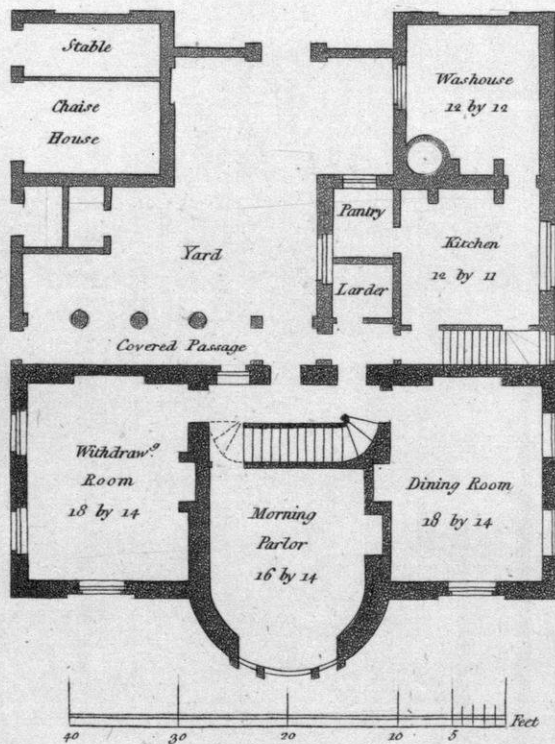 Stable
Chaise
House
Washouse
12 by 12
Pantry
Kitchen
12 by 11
Yard
Larder
Covered Passage
Withdrawg.
Room
18 by 14
Morning
Parlor
16 by 14
Dining Room
18 by 14
40 30 20 10 5 Feet